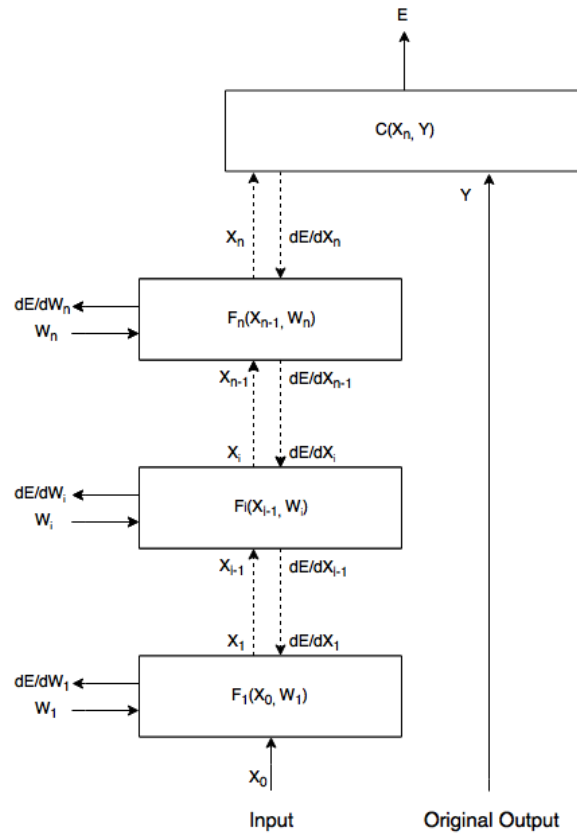 E
C(Xₙ, Y)
Y
Xₙ dE/dXₙ
dE/dWₙ
Wₙ
Fₙ(Xₙ₋₁, Wₙ)
Xₙ₋₁ dE/dXₙ₋₁
Xᵢ dE/dXᵢ
dE/dWᵢ
Wᵢ
Fᵢ(Xᵢ₋₁, Wᵢ)
Xᵢ₋₁ dE/dXᵢ₋₁
X₁ dE/dX₁
dE/dW₁
W₁
F₁(X₀, W₁)
X₀
Input Original Output